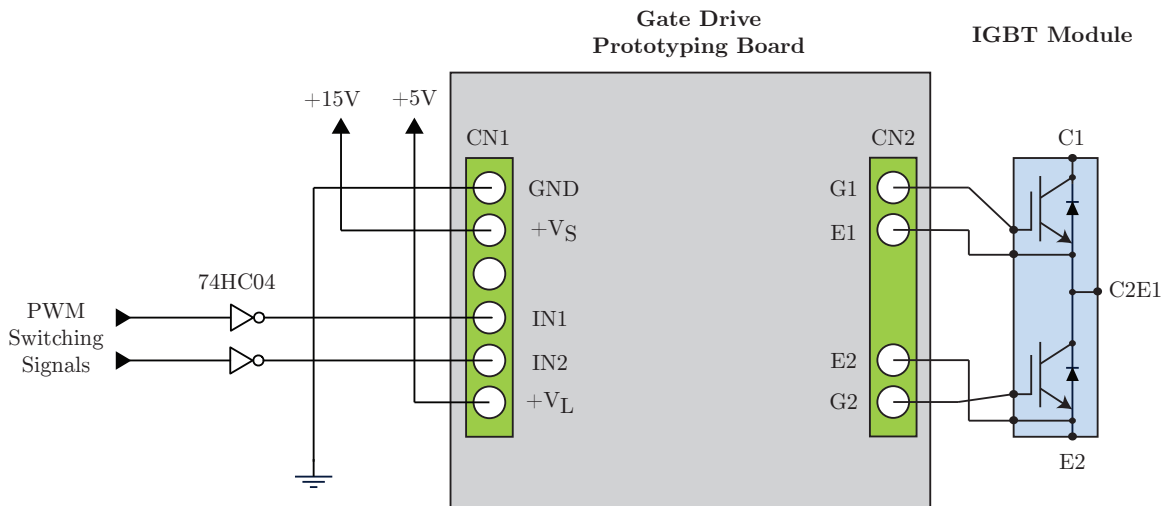 Gate Drive
Prototyping Board
IGBT Module
+15V
+5V
CN1
CN2
C1
GND
G1
+VS
E1
74HC04
C2E1
PWM
Switching
Signals
IN1
IN2
E2
+VL
G2
E2